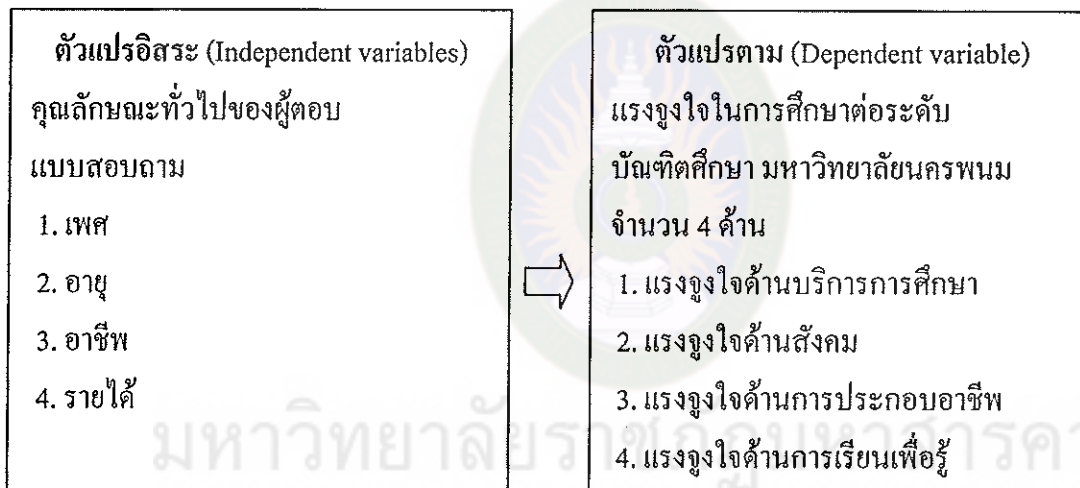 ตัวแปรอิสระ (Independent variables)
คุณลักษณะทั่วไปของผู้ตอบ
แบบสอบถาม
1. เพศ
2. อายุ
3. อาชีพ
4. รายได้
ตัวแปรตาม (Dependent variable)
แรงจูงใจในการศึกษาต่อระดับ
บัณฑิตศึกษา มหาวิทยาลัยนครพนม
จำนวน 4 ด้าน
1. แรงจูงใจด้านบริการการศึกษา
2. แรงจูงใจด้านสังคม
3. แรงจูงใจด้านการประกอบอาชีพ
4. แรงจูงใจด้านการเรียนเพื่อรู้
มหาวิทยาลัยราชภัฏมหาสารคา